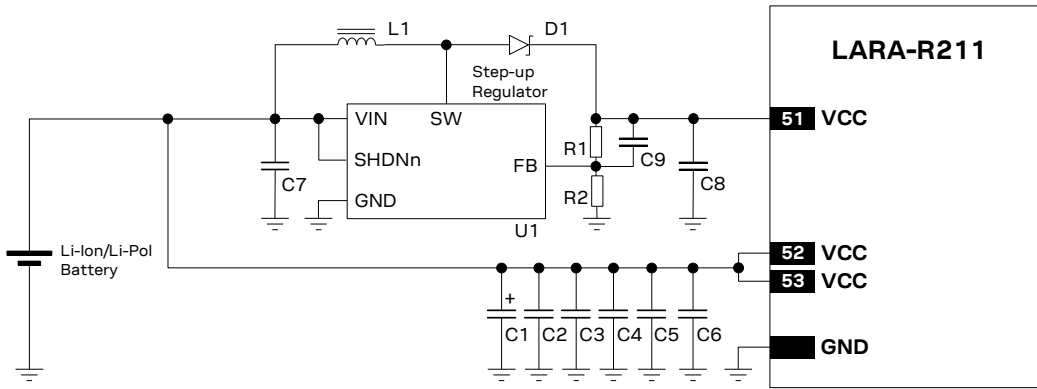 LARA-R211
L1
D1
Step-up
Regulator
VIN
SW
51
VCC
R1
C9
SHDNn
FB
C7
C8
R2
GND
U1
Li-Ion/Li-Pol
Battery
52
VCC
53
VCC
+
C1
C2
C3
C4
C5
C6
GND